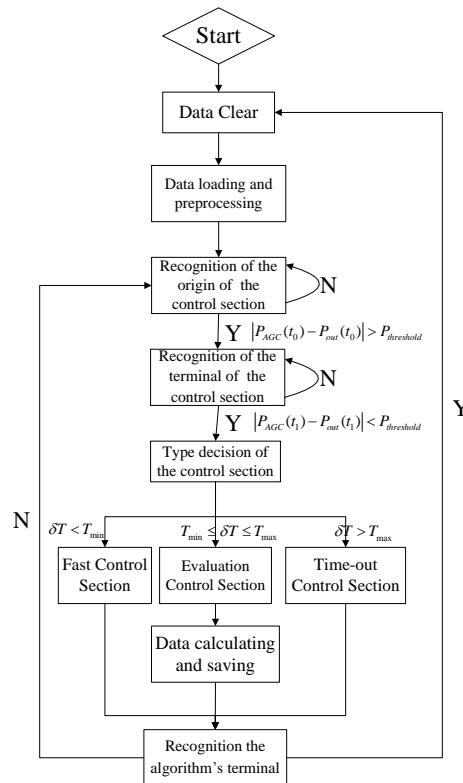 Start
Data Clear
Data loading and
preprocessing
Recognition of the
origin of the
control section
N
Y |P_AGC(t_0) − P_out(t_0)| > P_threshold
Recognition of the
terminal of the
control section
N
Y |P_AGC(t_1) − P_out(t_1)| < P_threshold
Y
Type decision of
the control section
N
δT < T_min
T_min ≤ δT ≤ T_max
δT > T_max
Fast Control
Section
Evaluation
Control Section
Time-out
Control Section
Data calculating
and saving
Recognition the
algorithm's terminal